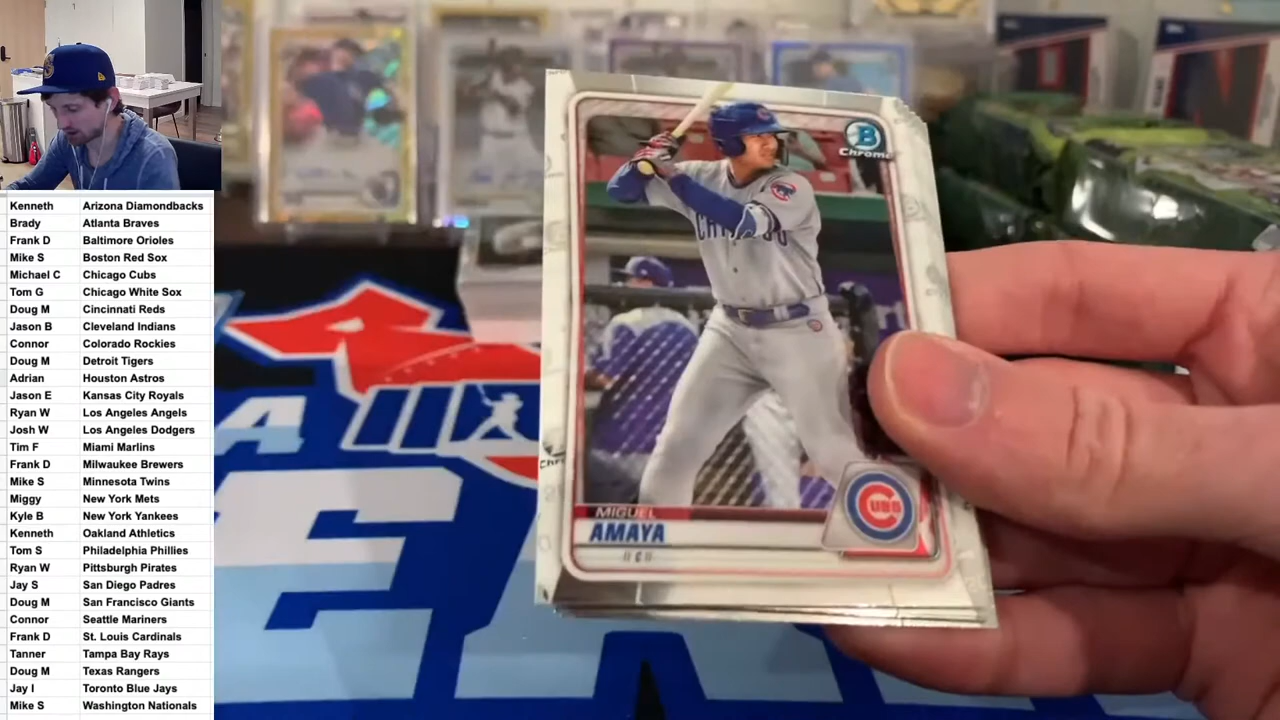 Kenneth Arizona Diamondbacks
Brady Atlanta Braves
Frank D Baltimore Orioles
Mike S Boston Red Sox
Michael C Chicago Cubs
Tom G Chicago White Sox
Doug M Cincinnati Reds
Jason B Cleveland Indians
Connor Colorado Rockies
Doug M Detroit Tigers
Adrian Houston Astros
Jason E Kansas City Royals
Ryan W Los Angeles Angels
Josh W Los Angeles Dodgers
Tim F Miami Marlins
Frank D Milwaukee Brewers
Mike S Minnesota Twins
Miggy New York Mets
Kyle B New York Yankees
Kenneth Oakland Athletics
Tom S Philadelphia Phillies
Ryan W Pittsburgh Pirates
Jay S San Diego Padres
Doug M San Francisco Giants
Connor Seattle Mariners
Frank D St. Louis Cardinals
Tanner Tampa Bay Rays
Doug M Texas Rangers
Jay I Toronto Blue Jays
Mike S Washington Nationals
B
Chrome
CHICAGO
MIGUEL
AMAYA
C
CUBS